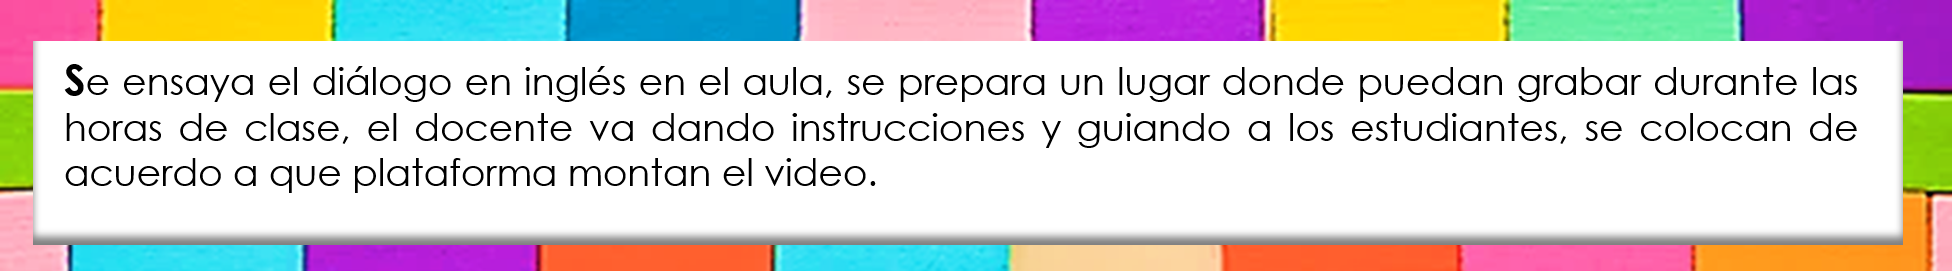 Se ensaya el diálogo en inglés en el aula, se prepara un lugar donde puedan grabar durante las
horas de clase, el docente va dando instrucciones y guiando a los estudiantes, se colocan de
acuerdo a que plataforma montan el video.